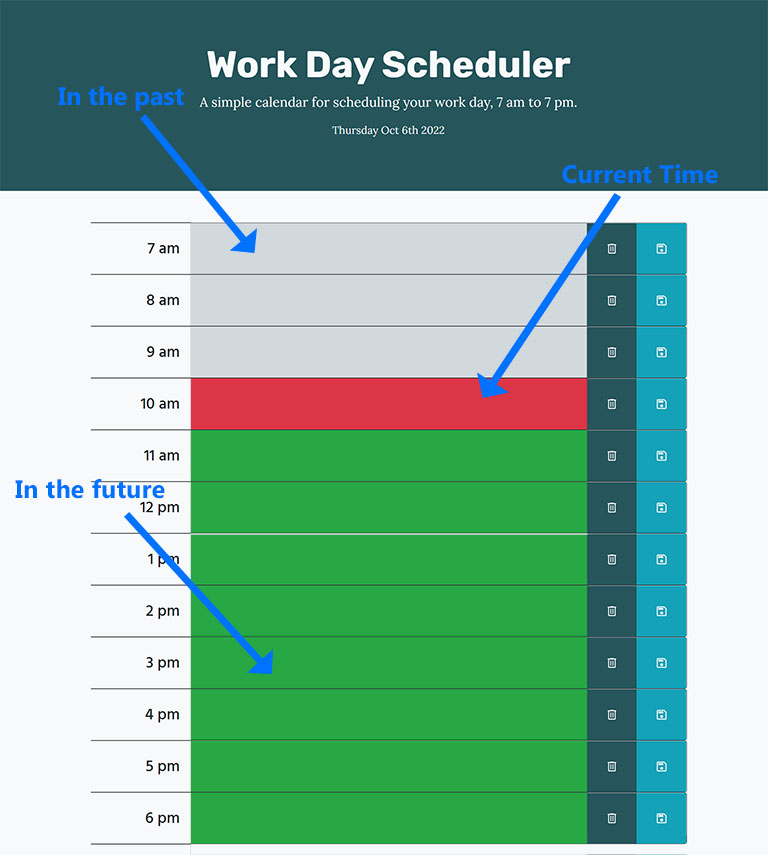 Work Day Scheduler
In the past
A simple calendar for scheduling your work day, 7 am to 7 pm.
Thursday Oct 6th 2022
Current Time
7 am
8 am
9 am
10 am
11 am
In the future
12 pm
1 pm
2 pm
3 pm
4 pm
5 pm
6 pm